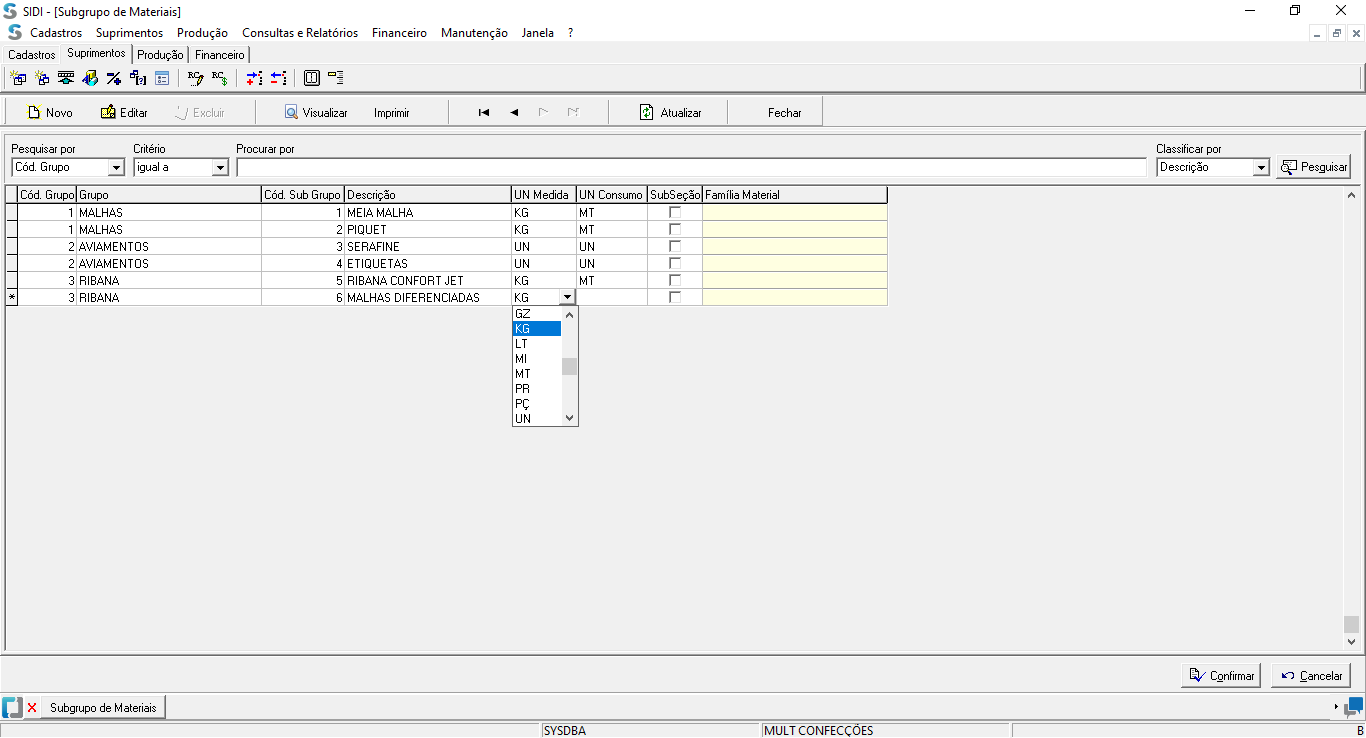 SIDI - [Subgrupo de Materiais]
Cadastros Suprimentos Produção Consultas e Relatórios Financeiro Manutenção Janela ?
Cadastros Suprimentos Produção Financeiro
Novo Editar Excluir Visualizar Imprimir Atualizar Fechar
Pesquisar por Critério Procurar por Classificar por
Cód. Grupo igual a Descrição Pesquisar
Cód. Grupo Grupo Cód. Sub Grupo Descrição UN Medida UN Consumo SubSeção Família Material
1 MALHAS 1 MEIA MALHA KG MT
1 MALHAS 2 PIQUET KG MT
2 AVIAMENTOS 3 SERAFINE UN UN
2 AVIAMENTOS 4 ETIQUETAS UN UN
3 RIBANA 5 RIBANA CONFORT JET KG MT
* 3 RIBANA 6 MALHAS DIFERENCIADAS KG
GZ
KG
LT
MI
MT
PR
PÇ
UN
Confirmar Cancelar
Subgrupo de Materiais
SYSDBA MULT CONFECÇÕES B